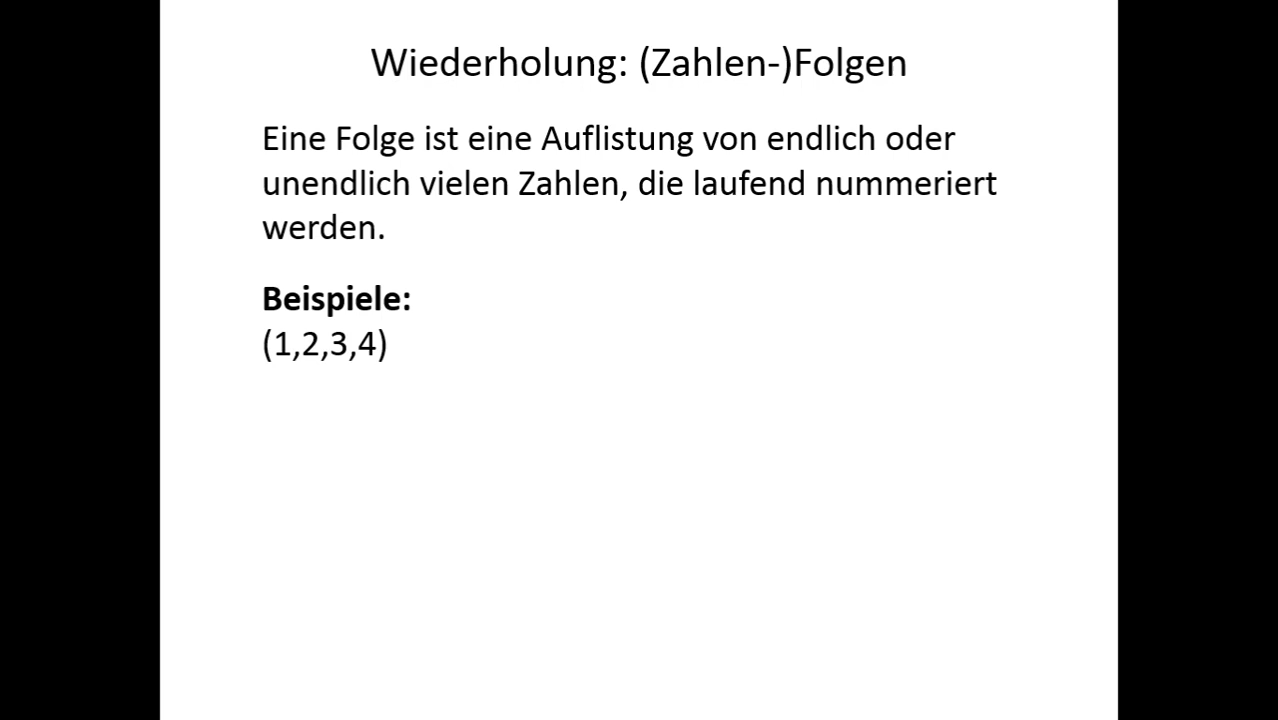 Wiederholung: (Zahlen-)Folgen
Eine Folge ist eine Auflistung von endlich oder
unendlich vielen Zahlen, die laufend nummeriert
werden.
Beispiele:
(1,2,3,4)